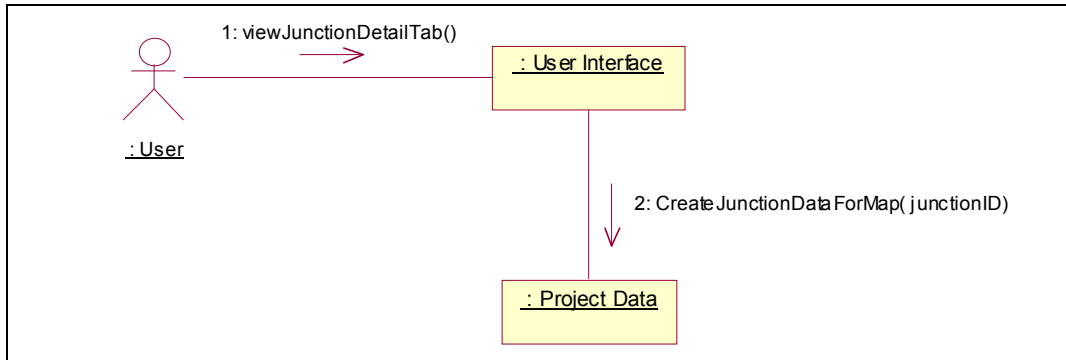 1: viewJunctionDetailTab()
: User Interface
: User
2: CreateJunctionDataForMap( junctionID)
: Project Data